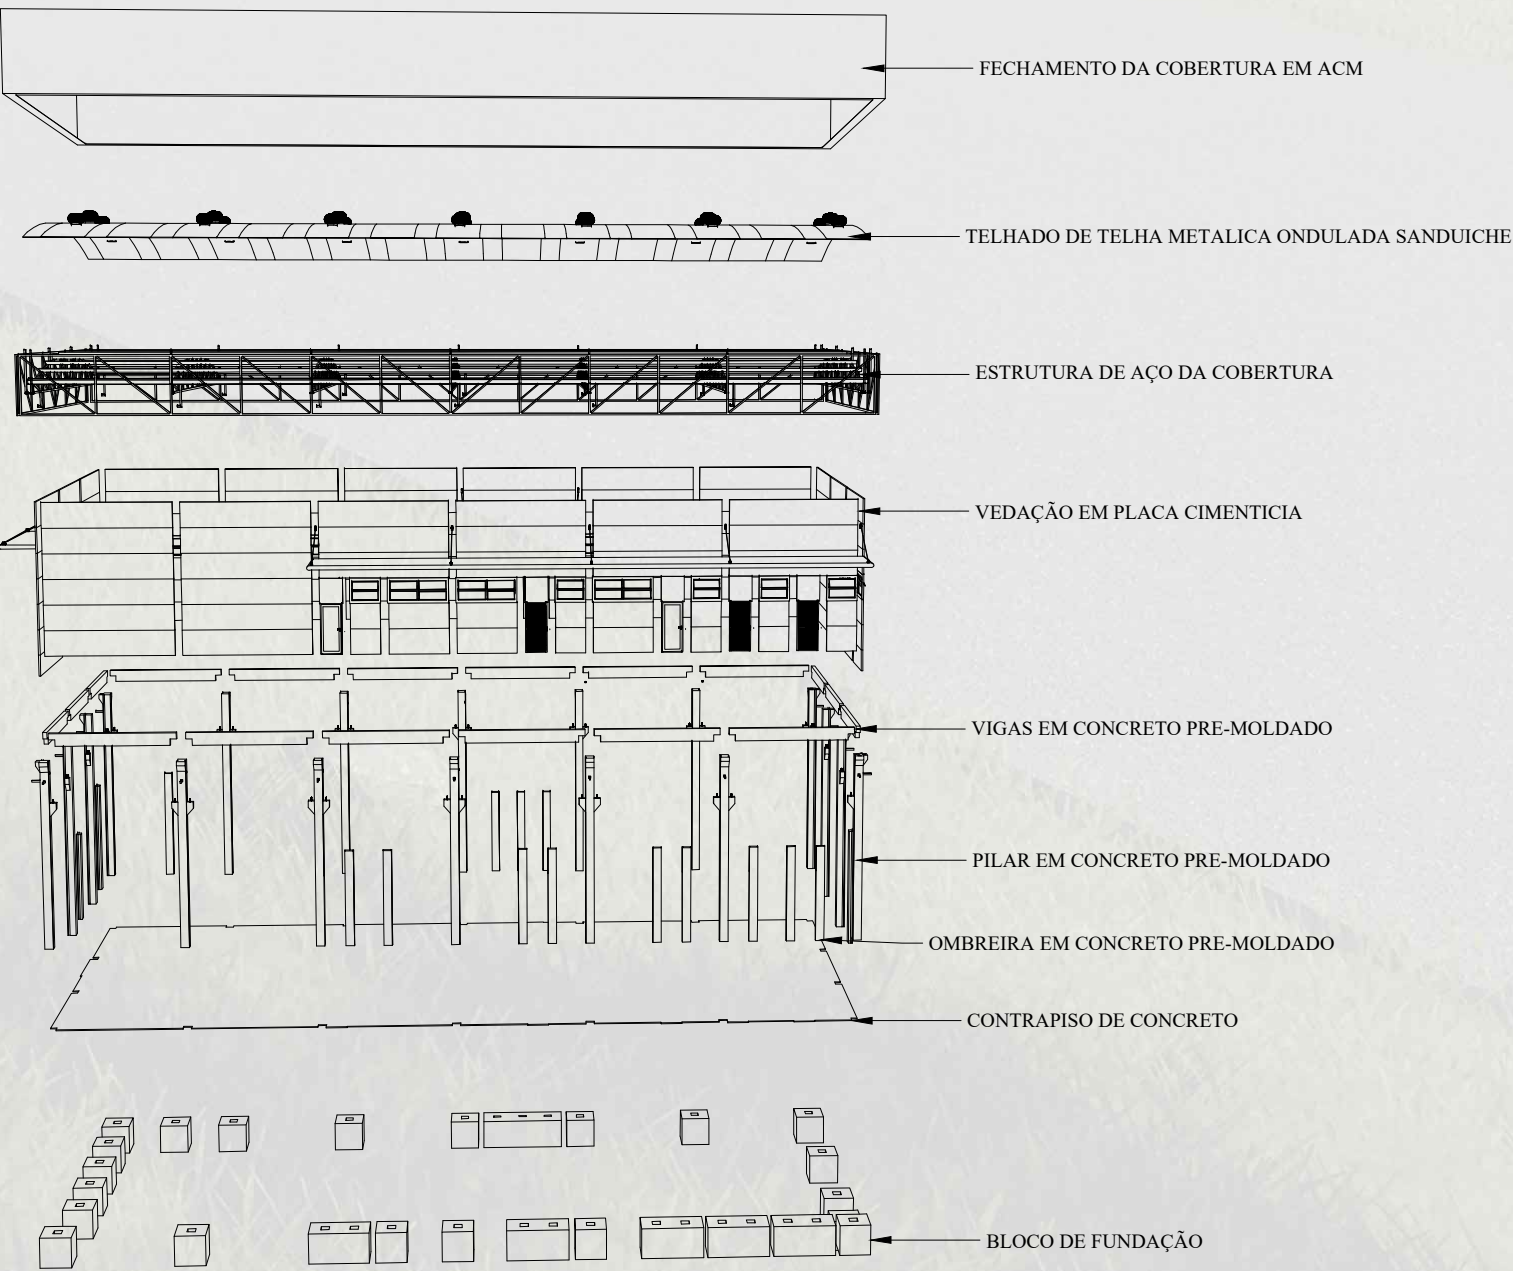 FECHAMENTO DA COBERTURA EM ACM
TELHADO DE TELHA METALICA ONDULADA SANDUICHE
ESTRUTURA DE AÇO DA COBERTURA
VEDAÇÃO EM PLACA CIMENTICIA
VIGAS EM CONCRETO PRE-MOLDADO
PILAR EM CONCRETO PRE-MOLDADO
OMBREIRA EM CONCRETO PRE-MOLDADO
CONTRAPISO DE CONCRETO
BLOCO DE FUNDAÇÃO